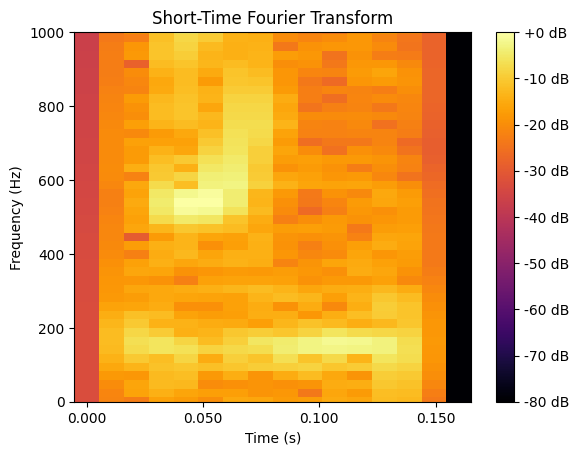 Short-Time Fourier Transform
1000
800
600
400
200
0
Frequency (Hz)
0.000
0.050
0.100
0.150
Time (s)
+0 dB
-10 dB
-20 dB
-30 dB
-40 dB
-50 dB
-60 dB
-70 dB
-80 dB